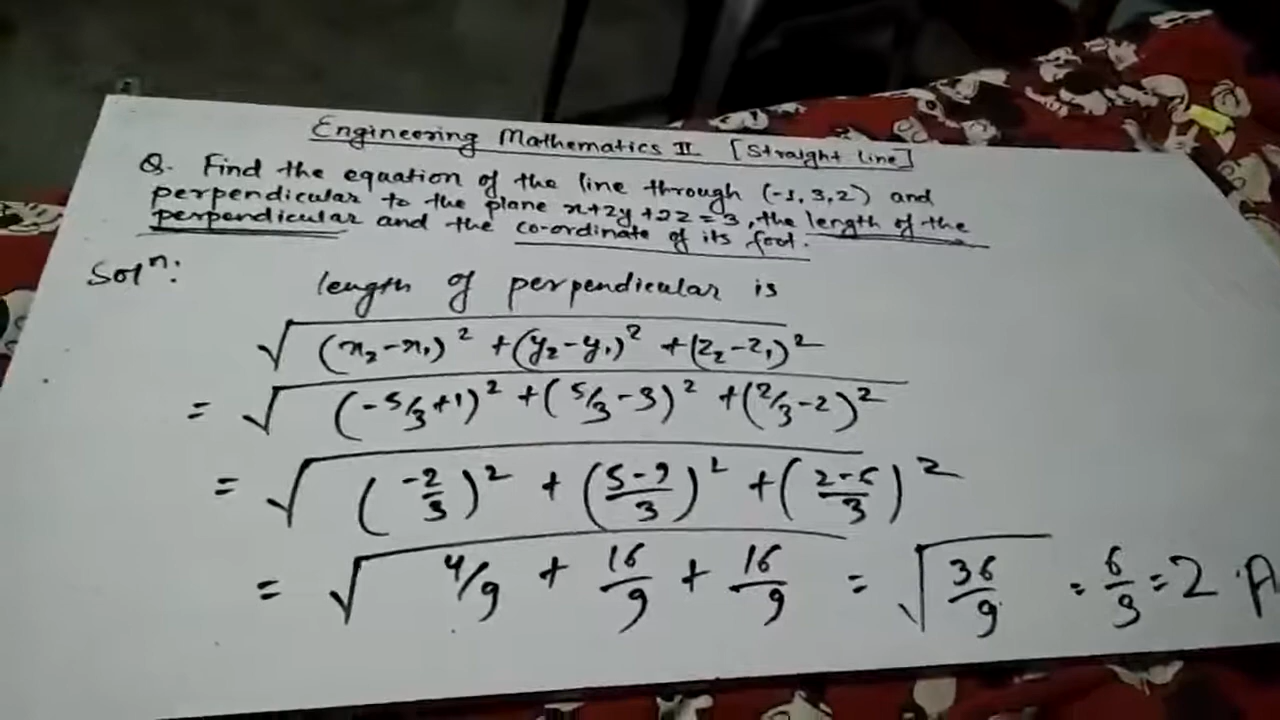 Engineering Mathematics II [Straight line]
Q. Find the equation of the line through (-1,3,2) and
perpendicular to the plane x+2y+2z=3, the length of the
perpendicular and the co-ordinate of its foot.
Solⁿ:
length of perpendicular is
√(x₂-x₁)² +(y₂-y₁)² +(z₂-z₁)²
= √(-5/3+1)² +(5/3-3)² +(2/3-2)²
= √(-2/3)² + (5-9/3)² +(2-6/3)²
= √4/9 + 16/9 + 16/9 = √36/9 = 6/3 = 2 A